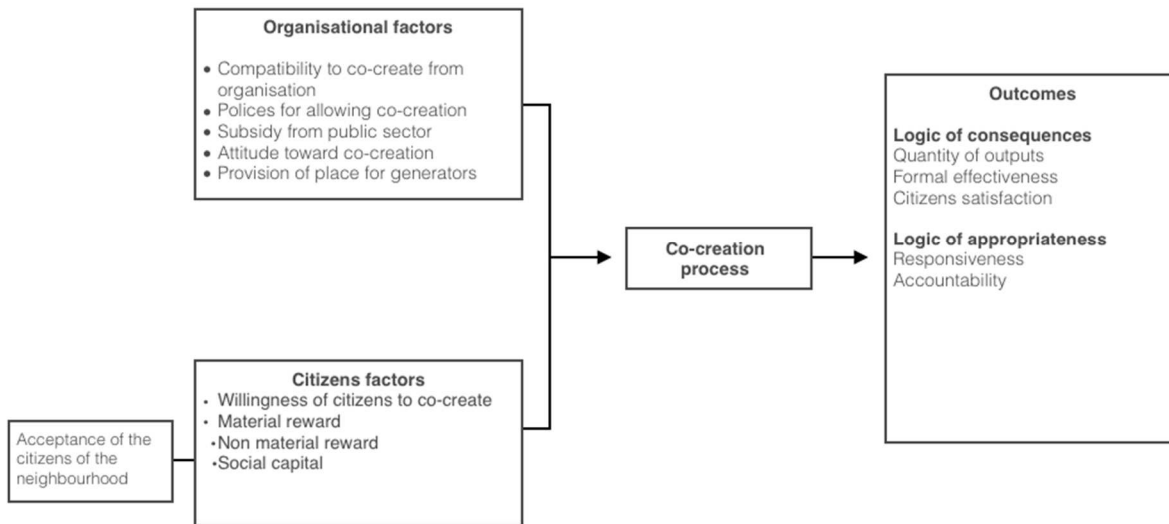 Organisational factors
• Compatibility to co-create from
organisation
• Polices for allowing co-creation
• Subsidy from public sector
• Attitude toward co-creation
• Provision of place for generators
Citizens factors
• Willingness of citizens to co-create
• Material reward
•Non material reward
•Social capital
Acceptance of the
citizens of the
neighbourhood
Co-creation
process
Outcomes
Logic of consequences
Quantity of outputs
Formal effectiveness
Citizens satisfaction
Logic of appropriateness
Responsiveness
Accountability